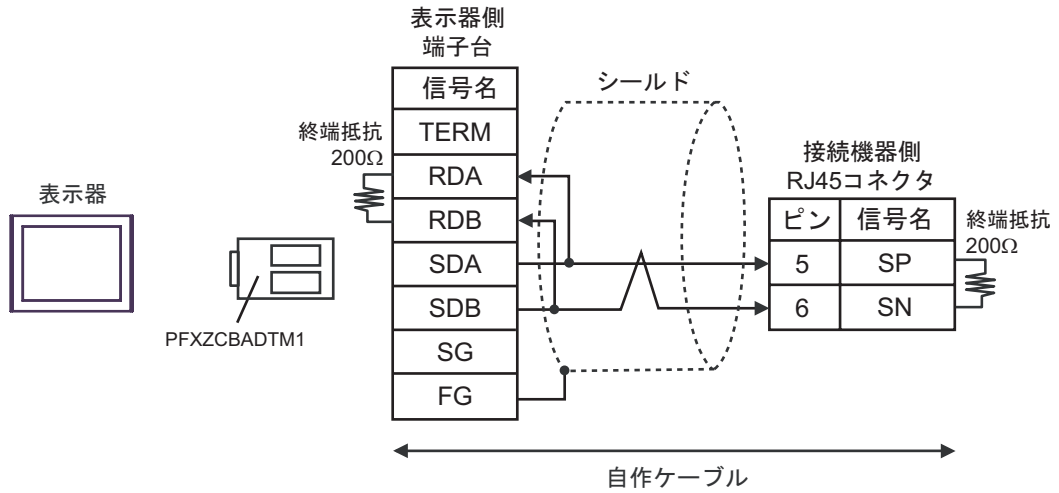 表示器側
端子台
信号名
TERM
RDA
RDB
SDA
SDB
SG
FG
終端抵抗
200Ω
シールド
接続機器側
RJ45コネクタ
ピン 信号名
5 SP
6 SN
終端抵抗
200Ω
表示器
PFXZCBADTM1
自作ケーブル